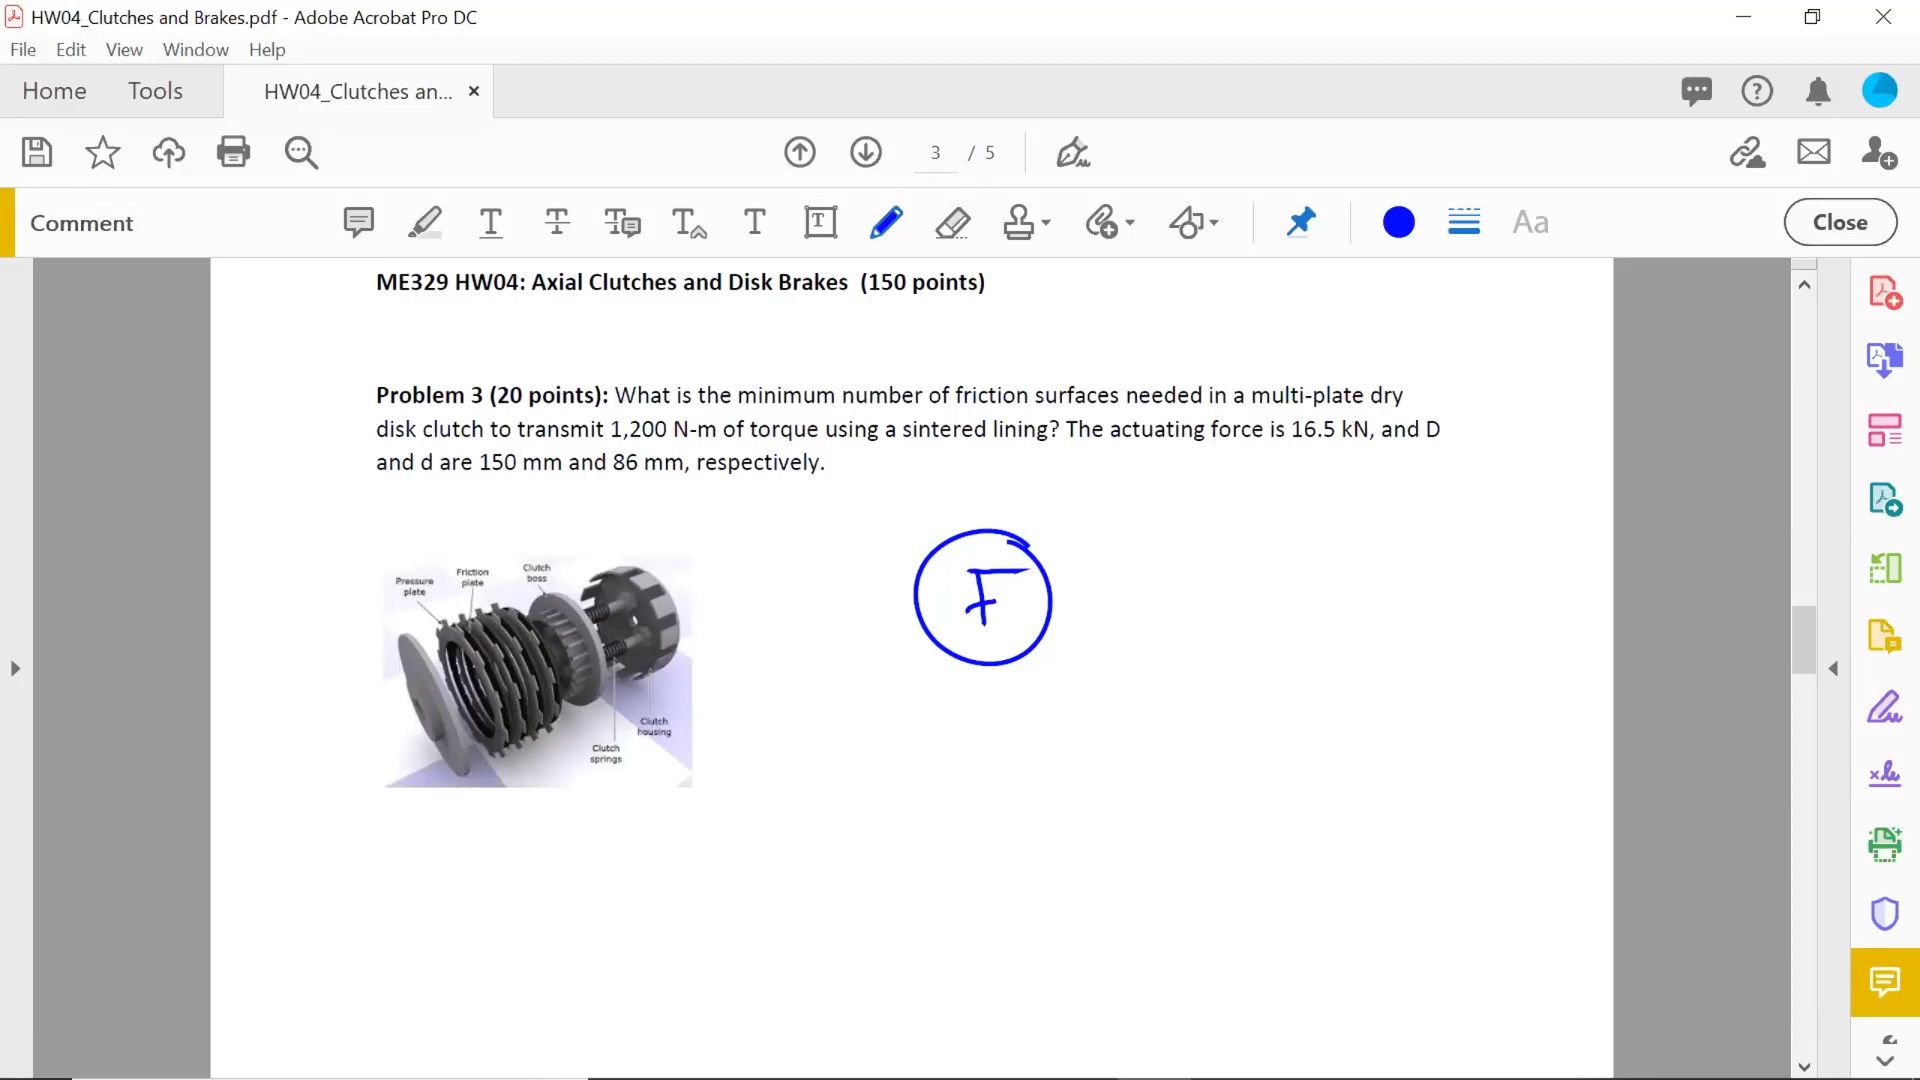 HW04_Clutches and Brakes.pdf - Adobe Acrobat Pro DC
File Edit View Window Help
Home Tools HW04_Clutches an... ×
3 / 5
Comment
T T T T T T
Aa
Close
ME329 HW04: Axial Clutches and Disk Brakes (150 points)
Problem 3 (20 points): What is the minimum number of friction surfaces needed in a multi-plate dry
disk clutch to transmit 1,200 N-m of torque using a sintered lining? The actuating force is 16.5 kN, and D
and d are 150 mm and 86 mm, respectively.
Pressure
plate
Friction
plate
Clutch
boss
Clutch
housing
Clutch
springs
F